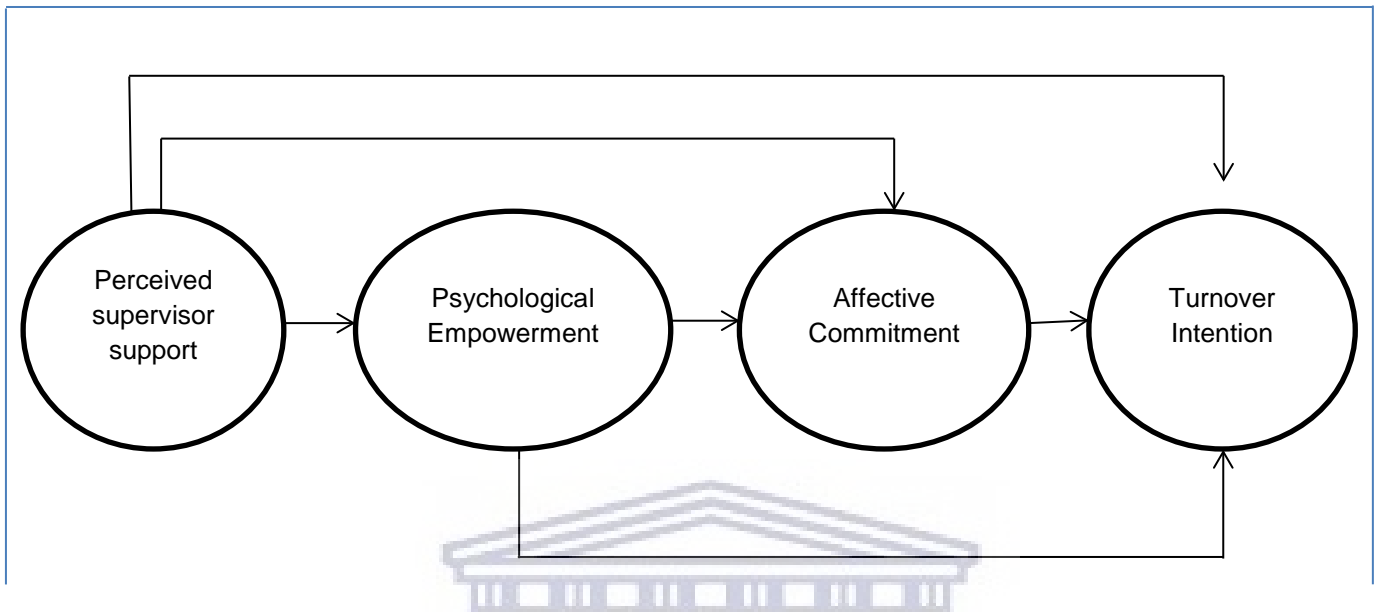 Perceived
supervisor
support
Psychological
Empowerment
Affective
Commitment
Turnover
Intention